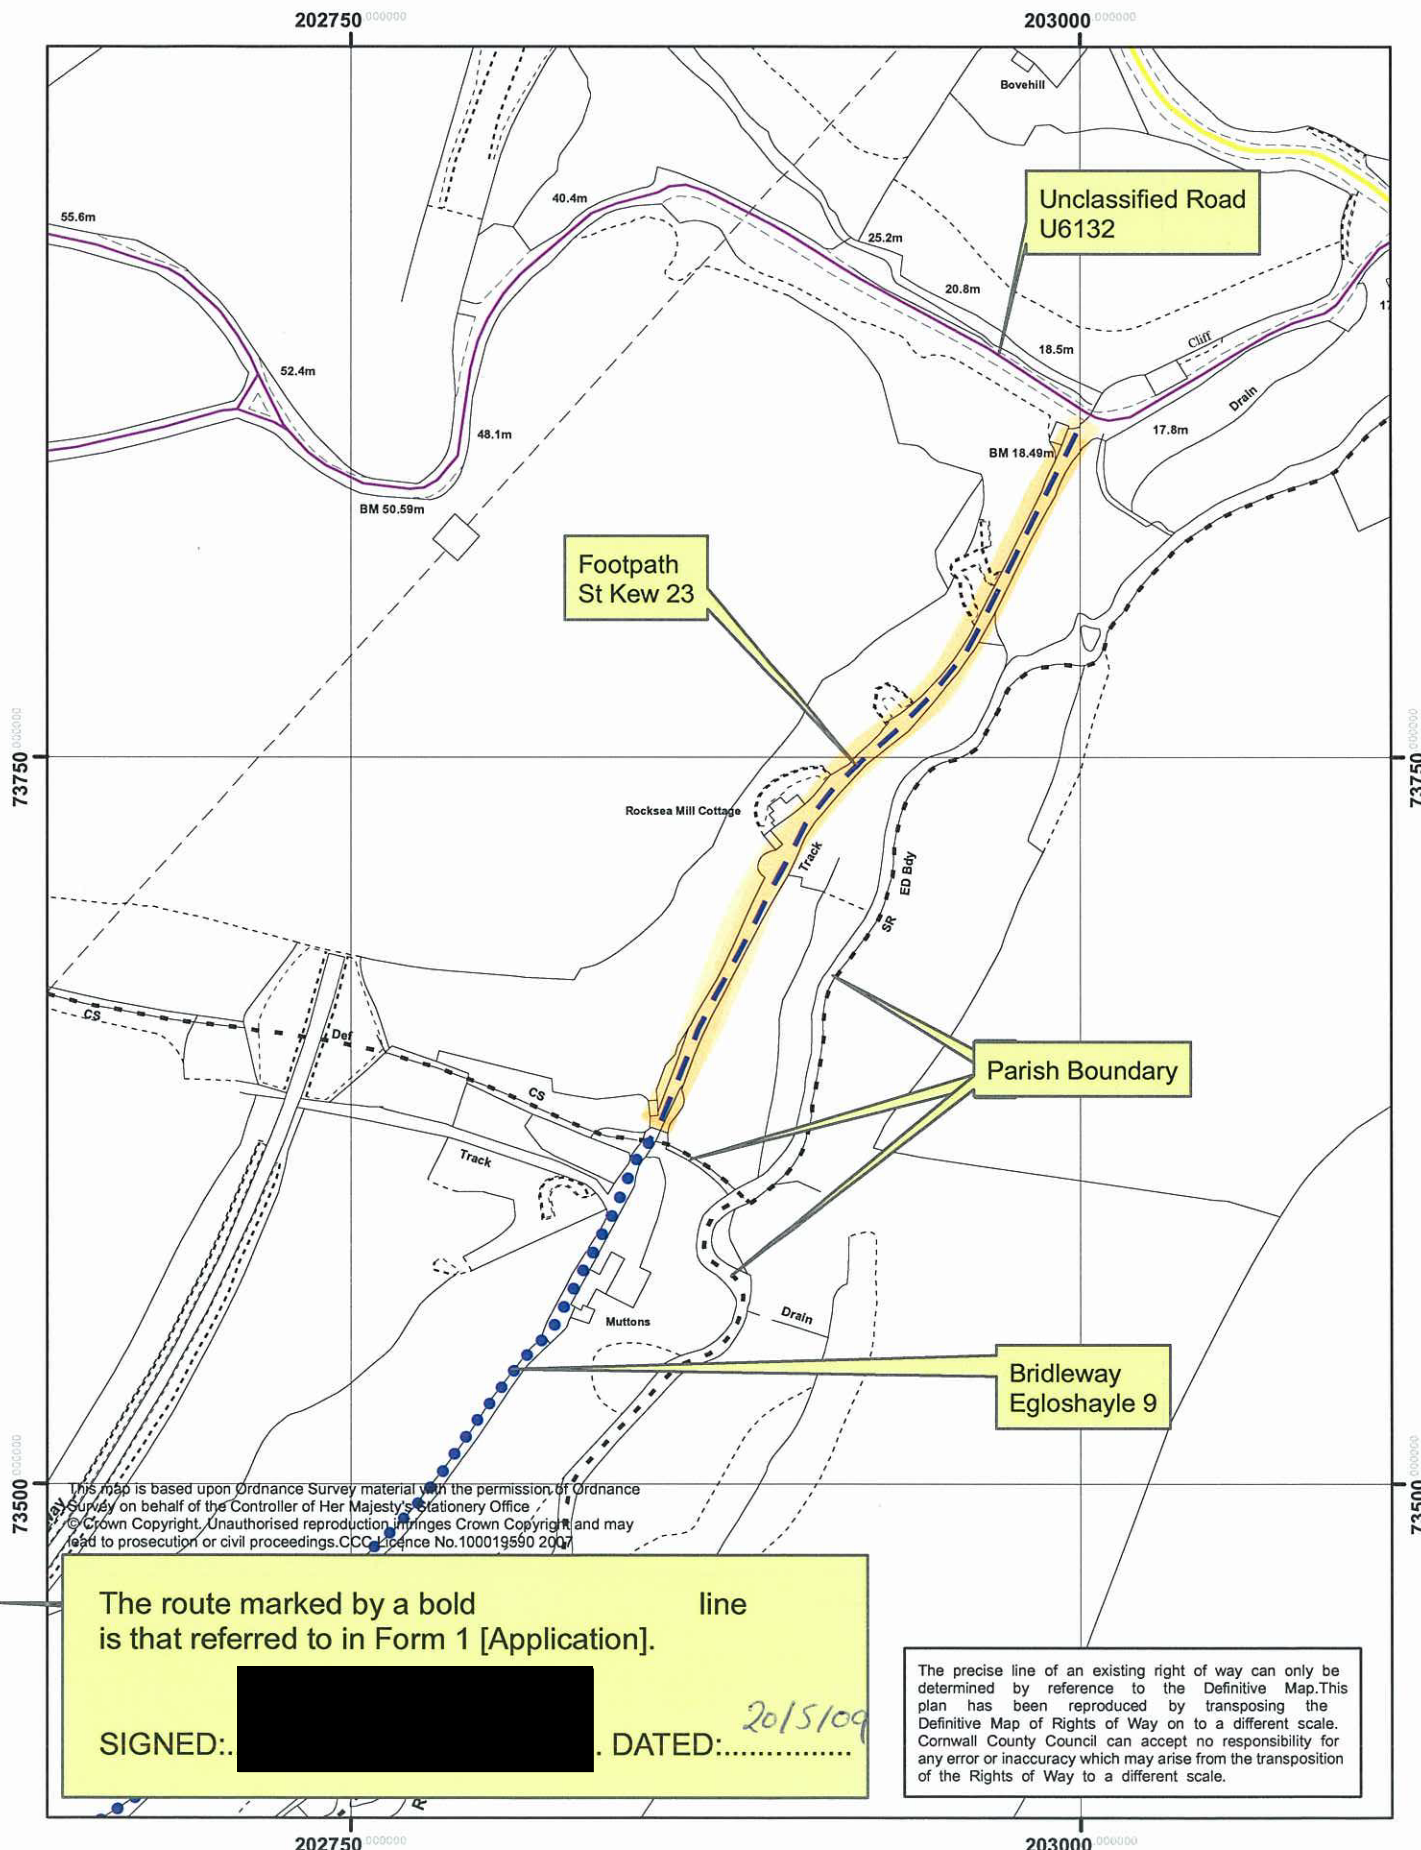 202750.000000
203000.000000
Bovehill
Unclassified Road
U6132
40.4m
55.6m
25.2m
20.8m
18.5m
Cliff
52.4m
Drain
17.8m
48.1m
BM 18.49m
BM 50.59m
Footpath
St Kew 23
73750.000000
73750.000000
Rocksea Mill Cottage
Track
ED Bdy
SR
CS
Def
Parish Boundary
CS
Track
Drain
Muttons
Bridleway
Egloshayle 9
73500.000000
73500.000000
This map is based upon Ordnance Survey material with the permission of Ordnance
Survey on behalf of the Controller of Her Majesty's Stationery Office
© Crown Copyright. Unauthorised reproduction infringes Crown Copyright and may
lead to prosecution or civil proceedings.CCC Licence No.100019590 2007
The route marked by a bold line
is that referred to in Form 1 [Application].
SIGNED:. . DATED:...............
20/5/09
The precise line of an existing right of way can only be
determined by reference to the Definitive Map.This
plan has been reproduced by transposing the
Definitive Map of Rights of Way on to a different scale.
Cornwall County Council can accept no responsibility for
any error or inaccuracy which may arise from the transposition
of the Rights of Way to a different scale.
202750.000000
203000.000000